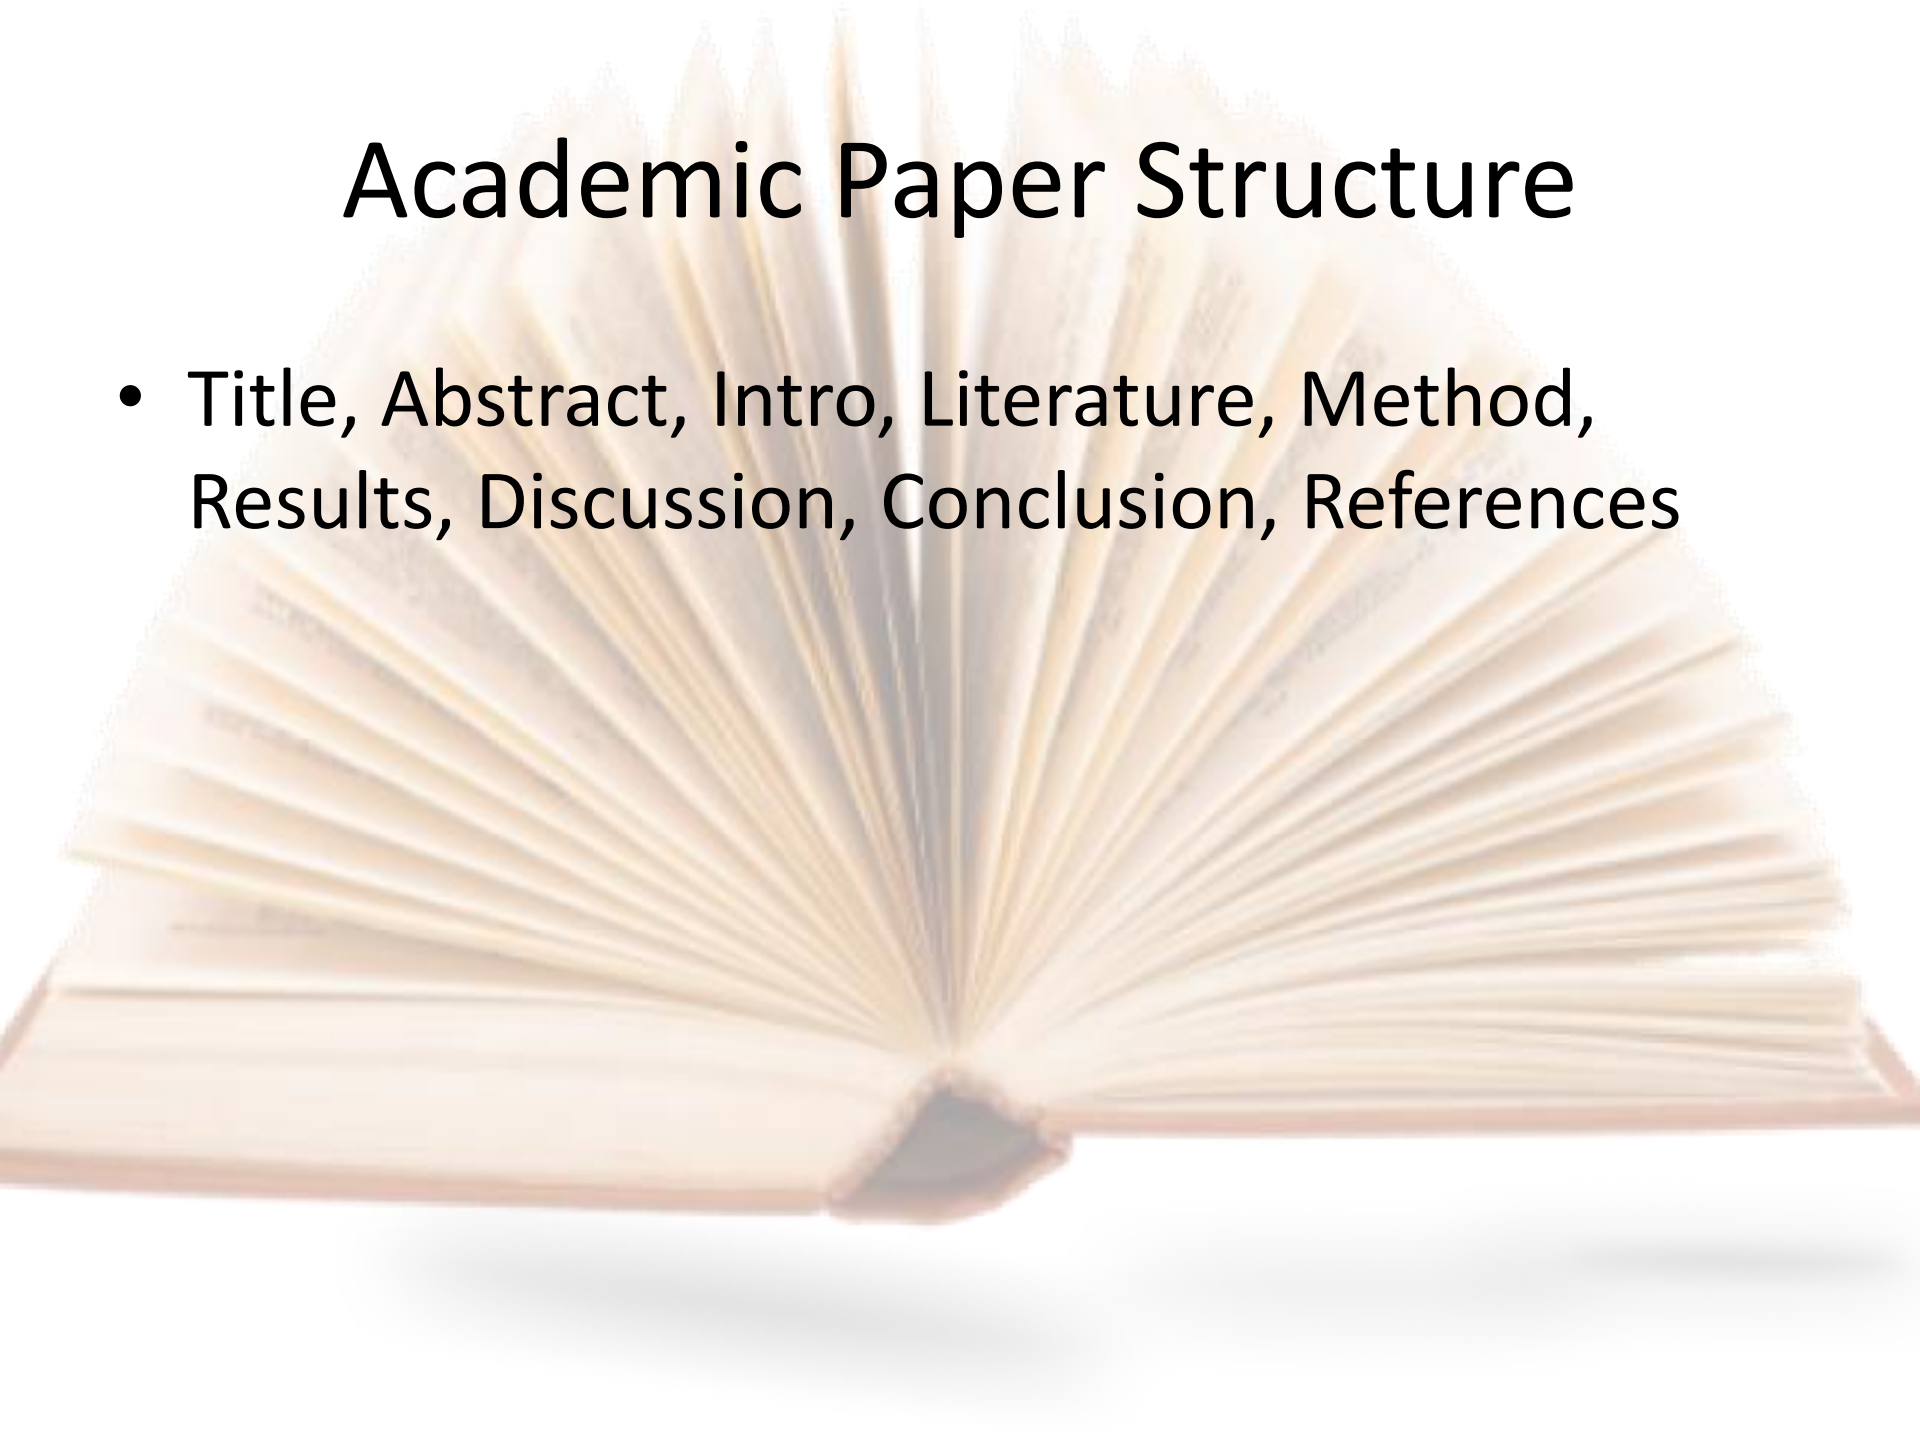 Academic Paper Structure
• Title, Abstract, Intro, Literature, Method,
Results, Discussion, Conclusion, References